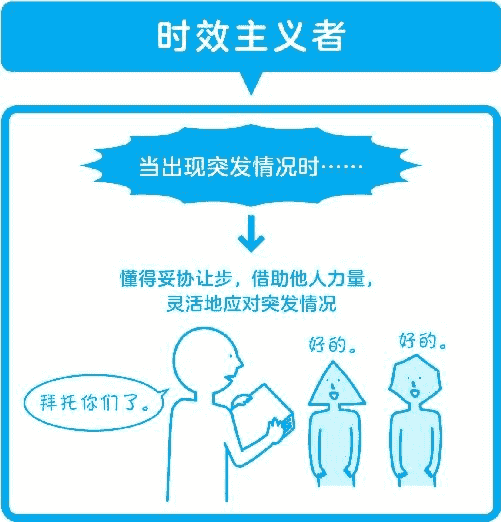 时效主义者
当出现突发情况时……
懂得妥协让步，借助他人力量，
灵活地应对突发情况
好的。
好的。
拜托你们了。